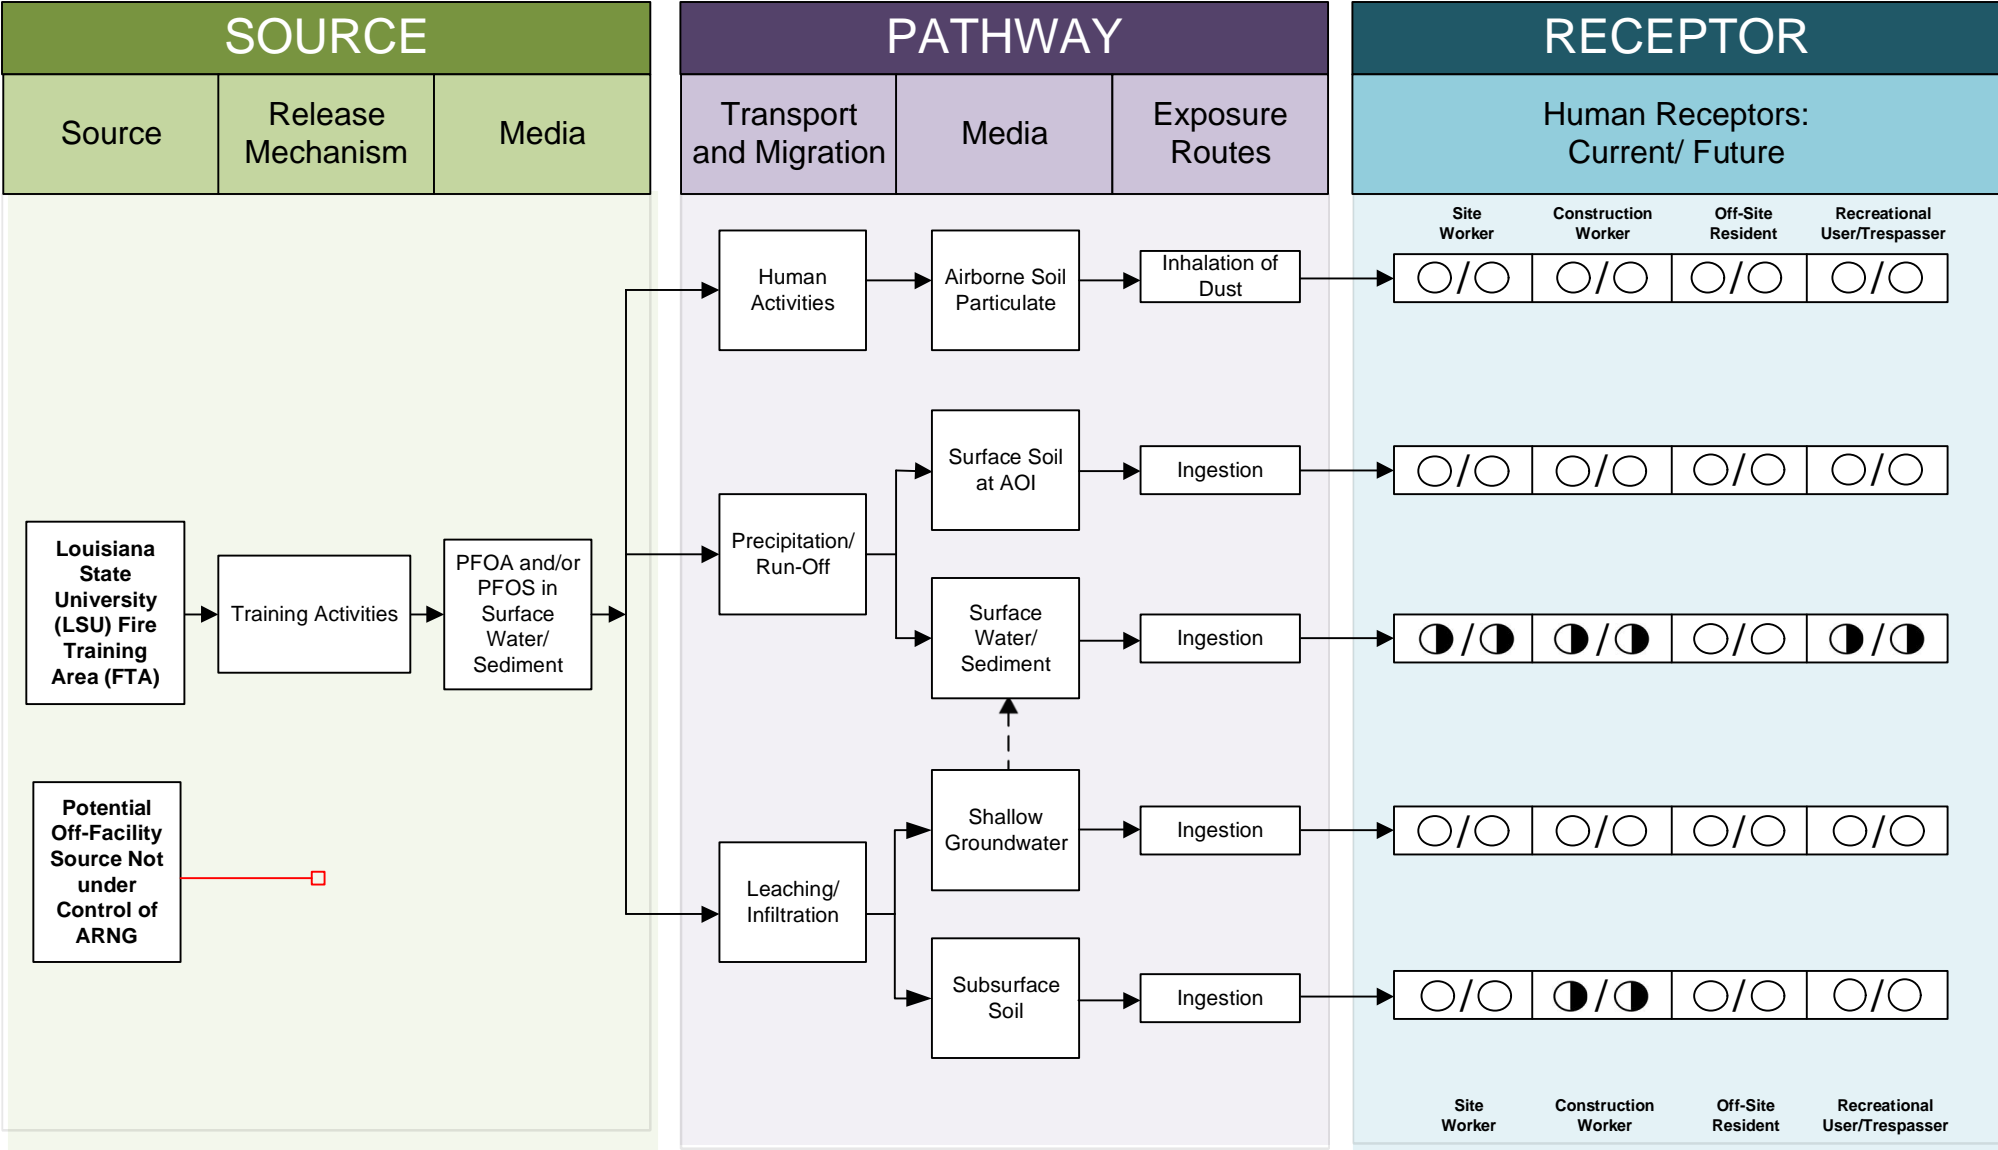 SOURCE
PATHWAY
RECEPTOR
Source
Release
Mechanism
Media
Transport
and Migration
Media
Exposure
Routes
Human Receptors:
Current/ Future
Site
Worker
Construction
Worker
Off-Site
Resident
Recreational
User/Trespasser
Human
Activities
Airborne Soil
Particulate
Inhalation of
Dust
/ / / /
Surface Soil
at AOI
Ingestion
/ / / /
Louisiana
State
University
(LSU) Fire
Training
Area (FTA)
Training Activities
PFOA and/or
PFOS in
Surface
Water/
Sediment
Precipitation/
Run-Off
Surface
Water/
Sediment
Ingestion
/ / / /
Potential
Off-Facility
Source Not
under
Control of
ARNG
Leaching/
Infiltration
Shallow
Groundwater
Ingestion
/ / / /
Subsurface
Soil
Ingestion
/ / / /
Site
Worker
Construction
Worker
Off-Site
Resident
Recreational
User/Trespasser